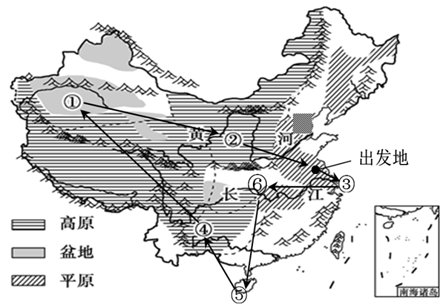 ①
黄
②
河
出发地
⑥
③
长
江
④
高原
盆地
平原
⑤
南海诸岛